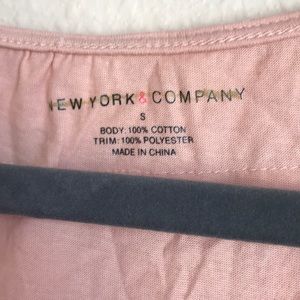 NEW YORK & COMPANY
S
BODY: 100% COTTON
TRIM: 100% POLYESTER
MADE IN CHINA